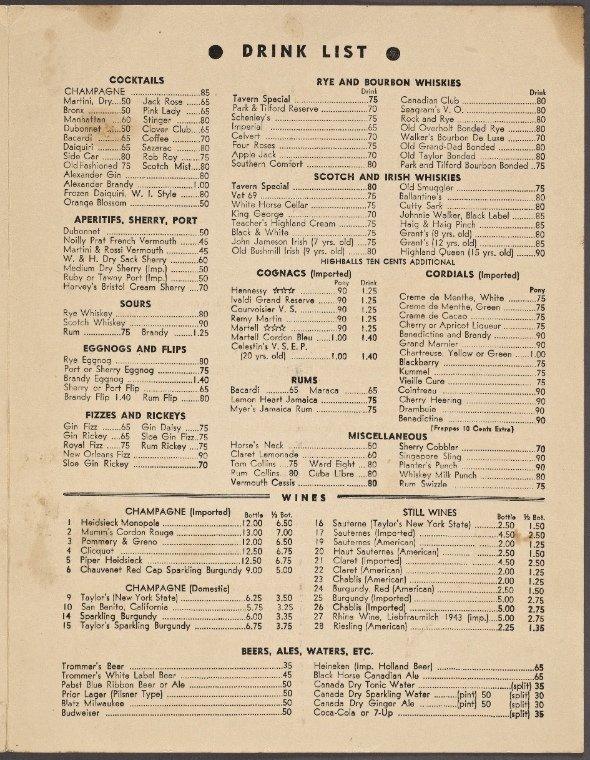 ● DRINK LIST ●
COCKTAILS
CHAMPAGNE .85
Martini, Dry .50 Jack Rose .65
Bronx .50 Pink Lady .65
Manhattan .60 Stinger .80
Dubonnet .50 Clover Club .65
Bacardi .65 Coffee .70
Daiquiri .65 Sazarac .80
Side Car .80 Rob Roy .75
Old Fashioned .75 Scotch Mist .80
Alexander Gin .80
Alexander Brandy 1.00
Frozen Daiquiri, W. I. Style .80
Orange Blossom .50
APERITIFS, SHERRY, PORT
Dubonnet .50
Noilly Prat French Vermouth .45
Martini & Rossi Vermouth .45
W. & H. Dry Sack Sherry .60
Medium Dry Sherry (Imp.) .50
Ruby or Tawny Port (Imp.) .50
Harvey's Bristol Cream Sherry .70
SOURS
Rye Whiskey .80
Scotch Whiskey .90
Rum .75 Brandy 1.25
EGGNOGS AND FLIPS
Rye Eggnog .80
Port or Sherry Eggnog .75
Brandy Eggnog 1.40
Sherry or Port Flip .65
Brandy Flip 1.40 Rum Flip .80
FIZZES AND RICKEYS
Gin Fizz .65 Gin Daisy .75
Gin Rickey .65 Sloe Gin Fizz .75
Royal Fizz .75 Rum Rickey .75
New Orleans Fizz .90
Sloe Gin Rickey .70
RYE AND BOURBON WHISKIES
Drink
Tavern Special .75
Park & Tilford Reserve .70
Schenley's .75
Imperial .65
Calvert .70
Four Roses .75
Apple Jack .70
Southern Comfort .80
Drink
Canadian Club .80
Seagram's V. O. .80
Rock and Rye .80
Old Overholt Bonded Rye .80
Walker's Bourbon De Luxe .70
Old Grand-Dad Bonded .80
Old Taylor Bonded .80
Park and Tilford Bourbon Bonded .75
SCOTCH AND IRISH WHISKIES
Tavern Special .80
Vat 69 .75
White Horse Cellar .75
King George .70
Teacher's Highland Cream .75
Black & White .75
John Jameson Irish (7 yrs. old) .75
Old Bushmill Irish (9 yrs. old) .80
Old Smuggler .75
Ballantine's .80
Cutty Sark .80
Johnnie Walker, Black Label .85
Haig & Haig Pinch .85
Grant's (8 yrs. old) .80
Grant's (12 yrs. old) .85
Highland Queen (15 yrs. old) .90
HIGHBALLS TEN CENTS ADDITIONAL
COGNACS (Imported)
Pony Drink
Hennessy ☆☆☆ .90 1.25
Ivaldi Grand Reserve .90 1.25
Courvoisier V. S. .90 1.25
Remy Martin .90 1.25
Martell ☆☆☆ .90 1.25
Martell Cordon Bleu 1.00 1.40
Celestin's V. S. E. P.
(20 yrs. old) 1.00 1.40
RUMS
Bacardi .65 Maraca .65
Lemon Heart Jamaica .75
Myer's Jamaica Rum .75
CORDIALS (Imported)
Pony
Creme de Menthe, White .75
Creme de Menthe, Green .75
Creme de Cacao .75
Cherry or Apricot Liqueur .75
Benedictine and Brandy .90
Grand Marnier .90
Chartreuse, Yellow or Green 1.00
Blackberry .75
Kummel .75
Vieille Cure .75
Cointreau .90
Cherry Heering .90
Drambuie .90
Benedictine .90
(Frappes 10 Cents Extra)
MISCELLANEOUS
Horse's Neck .50
Claret Lemonade .60
Tom Collins .75 Ward Eight .80
Rum Collins .80 Cuba Libre .80
Vermouth Cassis .80
Sherry Cobbler .70
Singapore Sling .90
Planter's Punch .90
Whiskey Milk Punch .80
Rum Swizzle .75
WINES
CHAMPAGNE (Imported) Bottle ½ Bot.
1 Heidsieck Monopole 12.00 6.50
2 Mumm's Cordon Rouge 13.00 7.00
3 Pommery & Greno 12.00 6.50
4 Clicquot 12.50 6.75
5 Piper Heidsieck 12.50 6.75
6 Chauvenet Red Cap Sparkling Burgundy 9.00 5.00
CHAMPAGNE (Domestic)
9 Taylor's (New York State) 6.25 3.50
10 San Benito, California 5.75 3.25
14 Sparkling Burgundy 6.00 3.35
15 Taylor's Sparkling Burgundy 6.75 3.75
STILL WINES Bottle ½ Bot.
16 Sauterne (Taylor's New York State) 2.50 1.50
17 Sauternes (Imported) 4.50 2.50
19 Sauternes (American) 2.00 1.25
20 Haut Sauternes (American) 2.50 1.50
21 Claret (Imported) 4.50 2.50
22 Claret (American) 2.00 1.25
23 Chablis (American) 2.00 1.25
24 Burgundy, Red (American) 2.50 1.50
25 Burgundy (Imported) 5.00 2.75
26 Chablis (Imported) 5.00 2.75
27 Rhine Wine, Liebfraumilch 1943 (imp.) 5.00 2.75
28 Riesling (American) 2.25 1.35
BEERS, ALES, WATERS, ETC.
Trommer's Beer .35
Trommer's White Label Beer .45
Pabst Blue Ribbon Beer or Ale .50
Prior Lager (Pilsner Type) .50
Blatz Milwaukee .50
Budweiser .50
Heineken (Imp. Holland Beer) .65
Black Horse Canadian Ale .65
Canada Dry Tonic Water (split) 35
Canada Dry Sparkling Water (pint) 50 (split) 30
Canada Dry Ginger Ale (pint) 50 (split) 30
Coca-Cola or 7-Up (split) 35